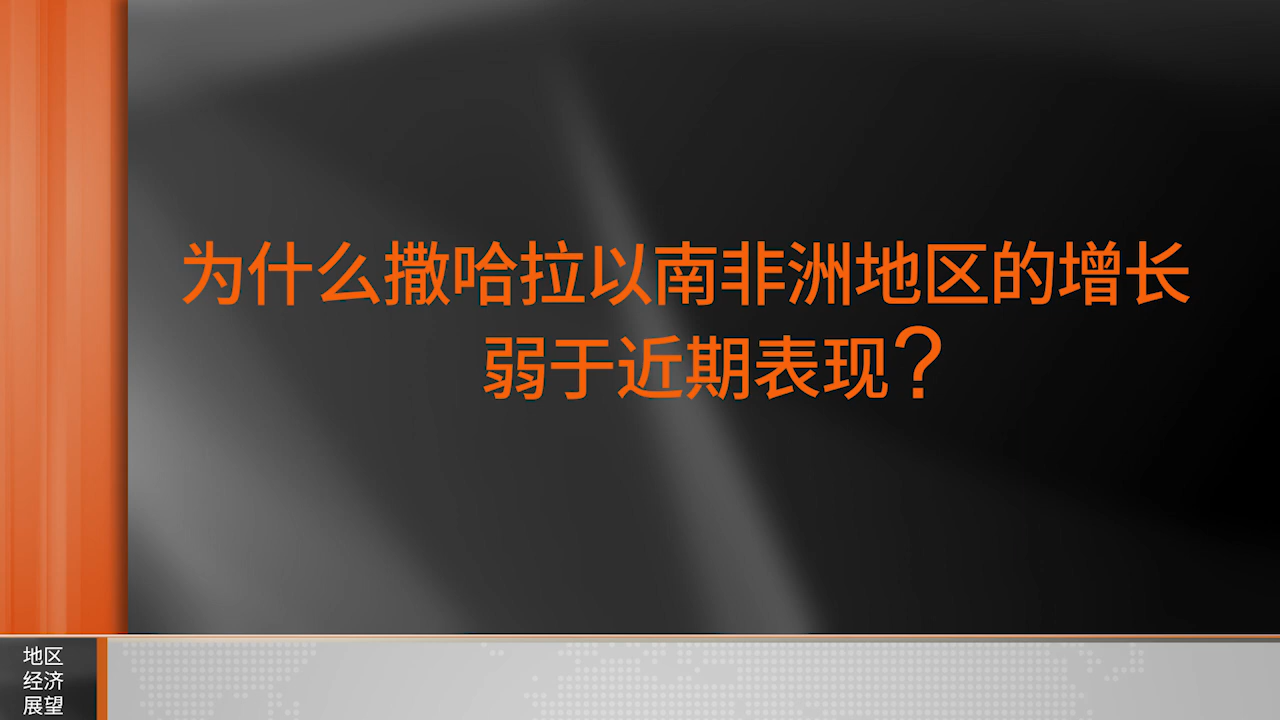 为什么撒哈拉以南非洲地区的增长
弱于近期表现？
地区
经济
展望